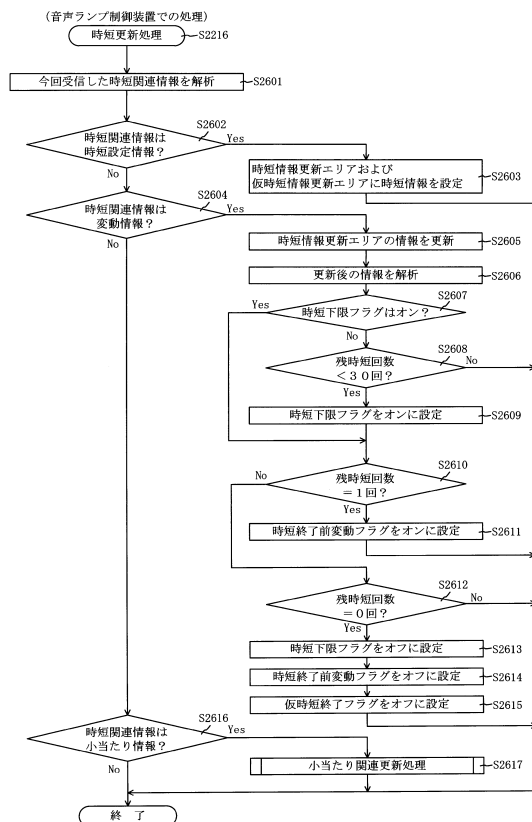 （音声ランプ制御装置での処理）
時短更新処理
S2216
今回受信した時短関連情報を解析
S2601
時短関連情報は
時短設定情報？
S2602
Yes
No
時短情報更新エリアおよび
仮時短情報更新エリアに時短情報を設定
S2603
時短関連情報は
変動情報？
S2604
Yes
No
時短情報更新エリアの情報を更新
S2605
更新後の情報を解析
S2606
時短下限フラグはオン？
S2607
Yes
No
残時短回数
＜３０回？
S2608
No
Yes
時短下限フラグをオンに設定
S2609
残時短回数
＝１回？
S2610
No
Yes
時短終了前変動フラグをオンに設定
S2611
残時短回数
＝０回？
S2612
No
Yes
時短下限フラグをオフに設定
S2613
時短終了前変動フラグをオフに設定
S2614
仮時短終了フラグをオフに設定
S2615
時短関連情報は
小当たり情報？
S2616
Yes
No
小当たり関連更新処理
S2617
終 了